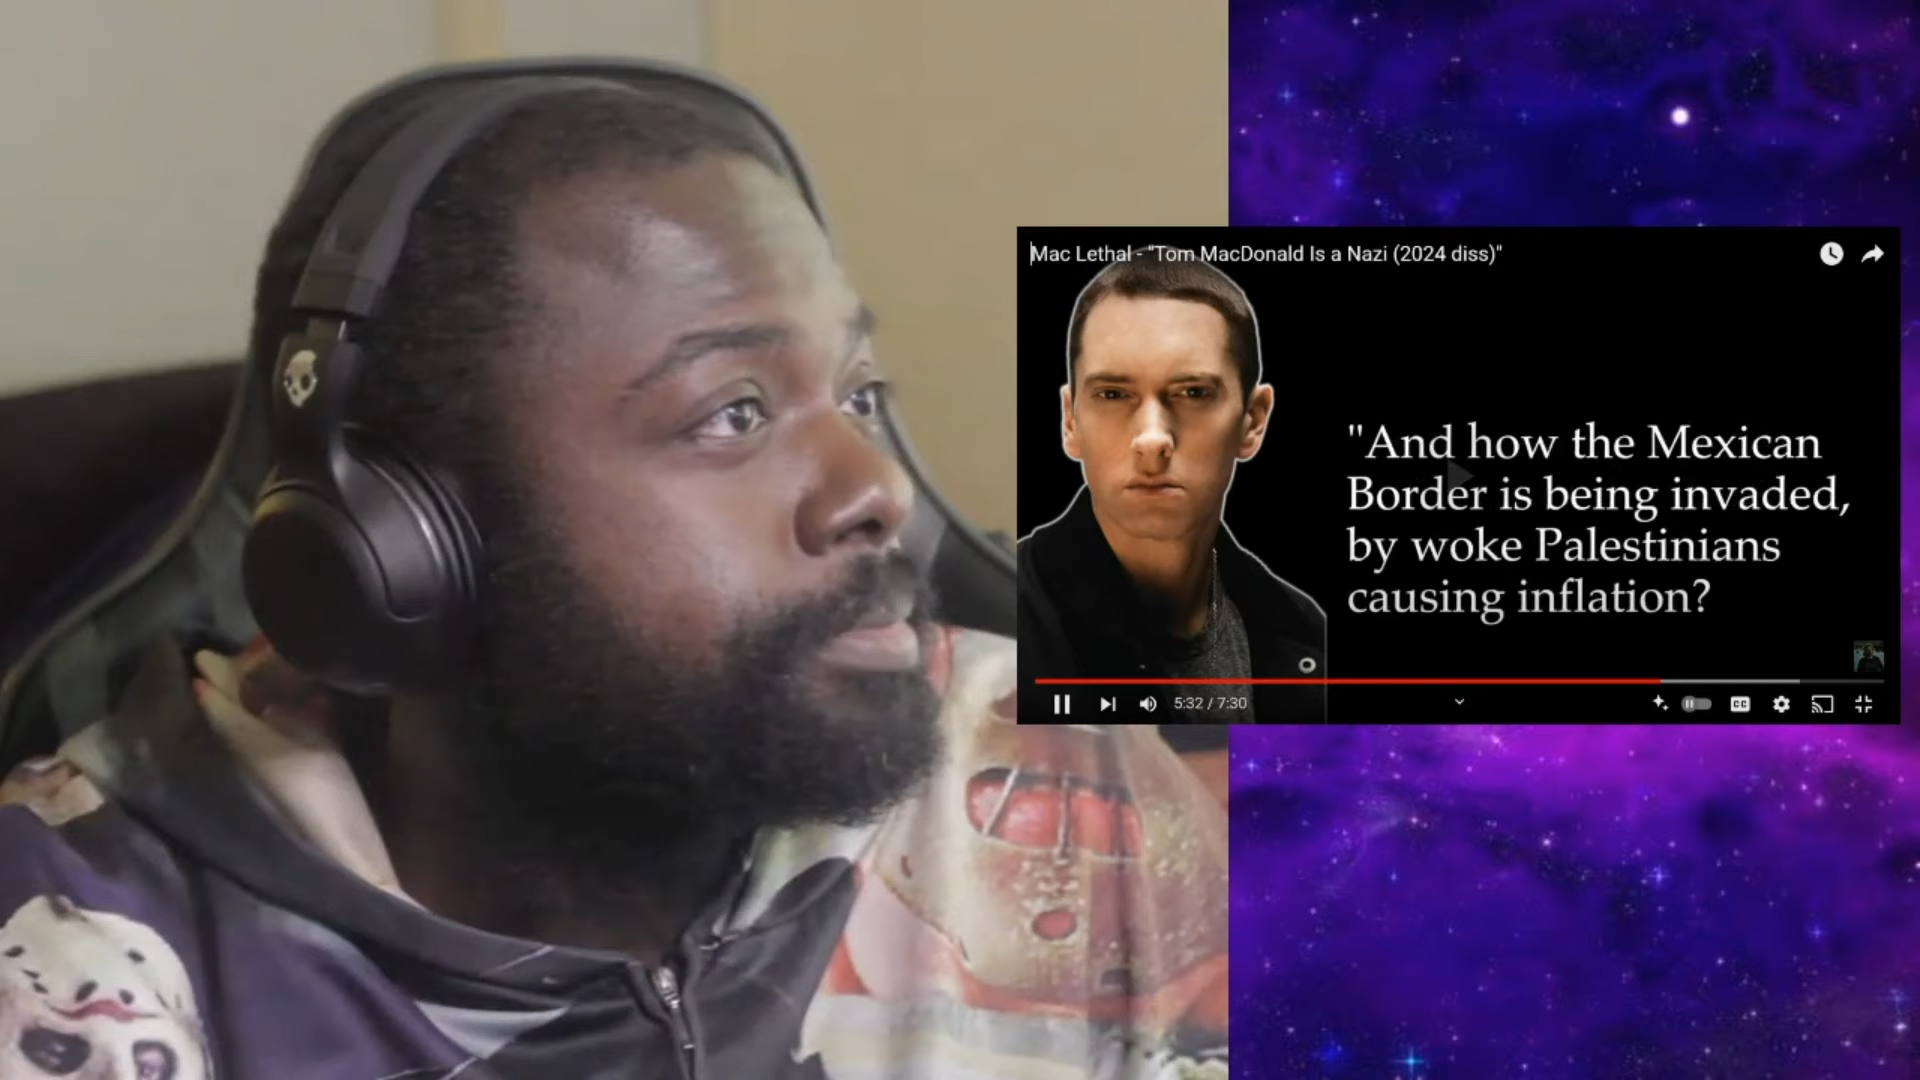 Mac Lethal - "Tom MacDonald Is a Nazi (2024 diss)"
"And how the Mexican
Border is being invaded,
by woke Palestinians
causing inflation?
5:32 / 7:30
CC